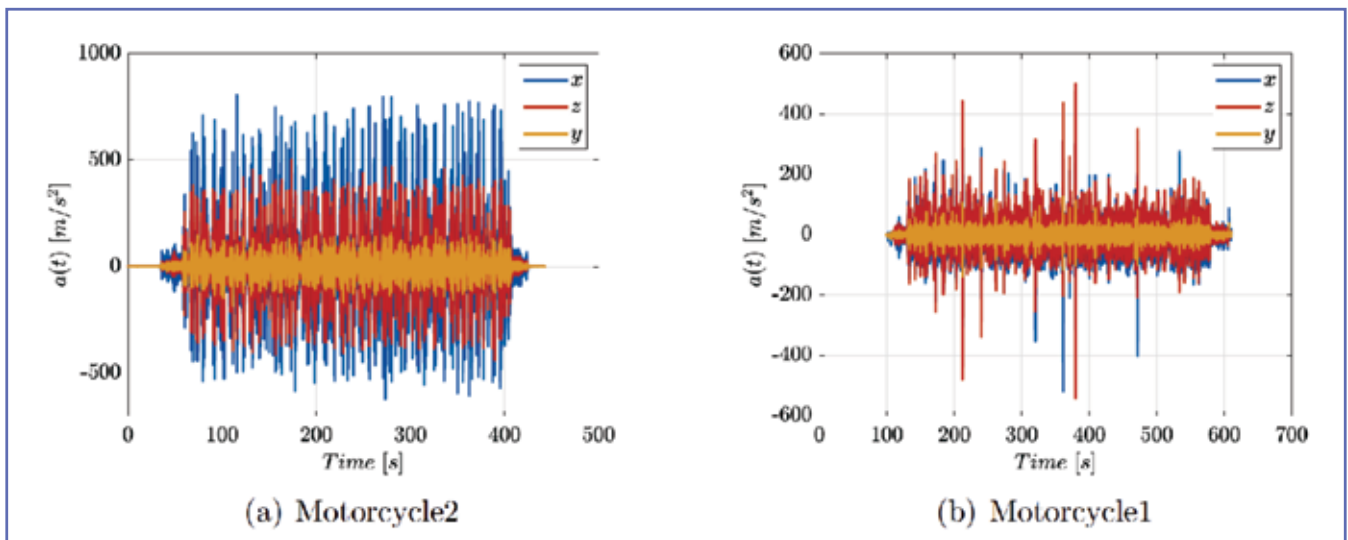 1000
500
0
-500
a(t) [m/s²]
0 100 200 300 400 500
Time [s]
x
z
y
(a) Motorcycle2
600
400
200
0
-200
-400
-600
a(t) [m/s²]
0 100 200 300 400 500 600 700
Time [s]
x
z
y
(b) Motorcycle1